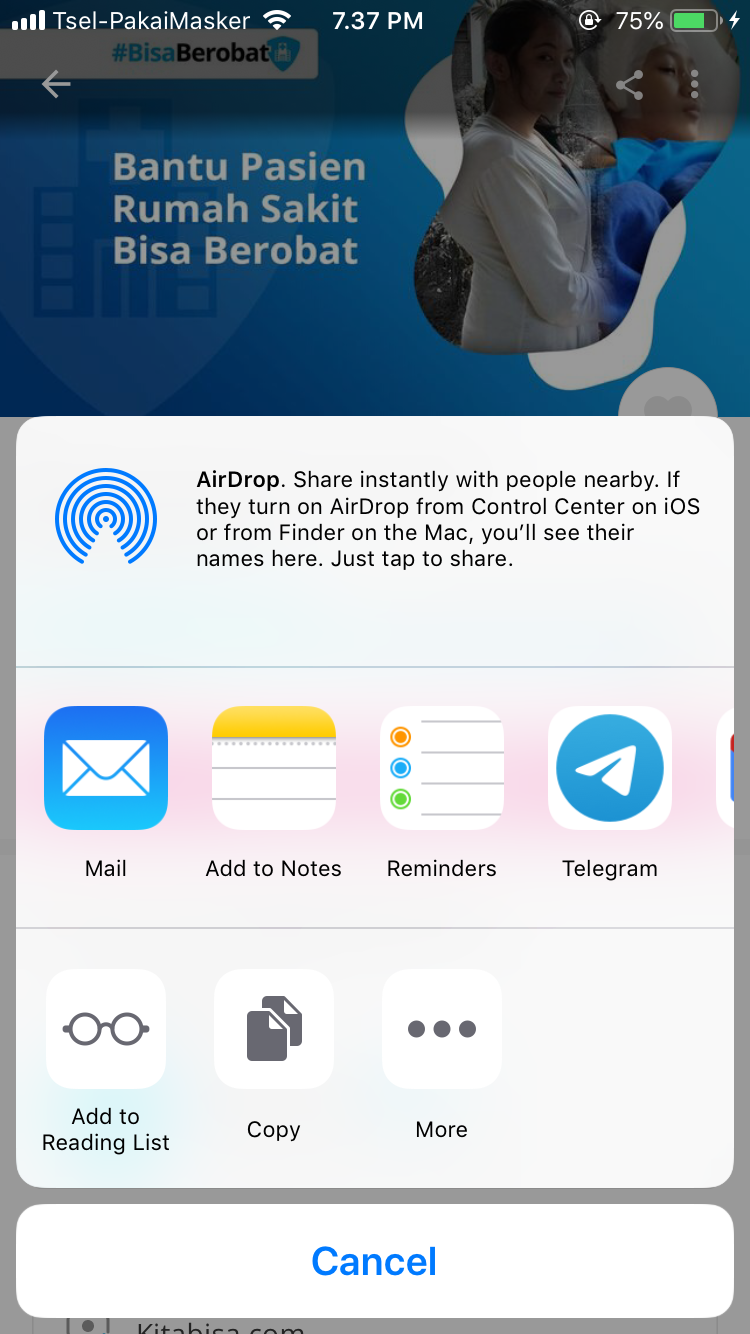 Tsel-PakaiMasker 7.37 PM 75%
#BisaBerobat
Bantu Pasien
Rumah Sakit
Bisa Berobat
AirDrop. Share instantly with people nearby. If
they turn on AirDrop from Control Center on iOS
or from Finder on the Mac, you’ll see their
names here. Just tap to share.
Mail Add to Notes Reminders Telegram
Add to
Reading List
Copy
More
Cancel
Kitabisa.com